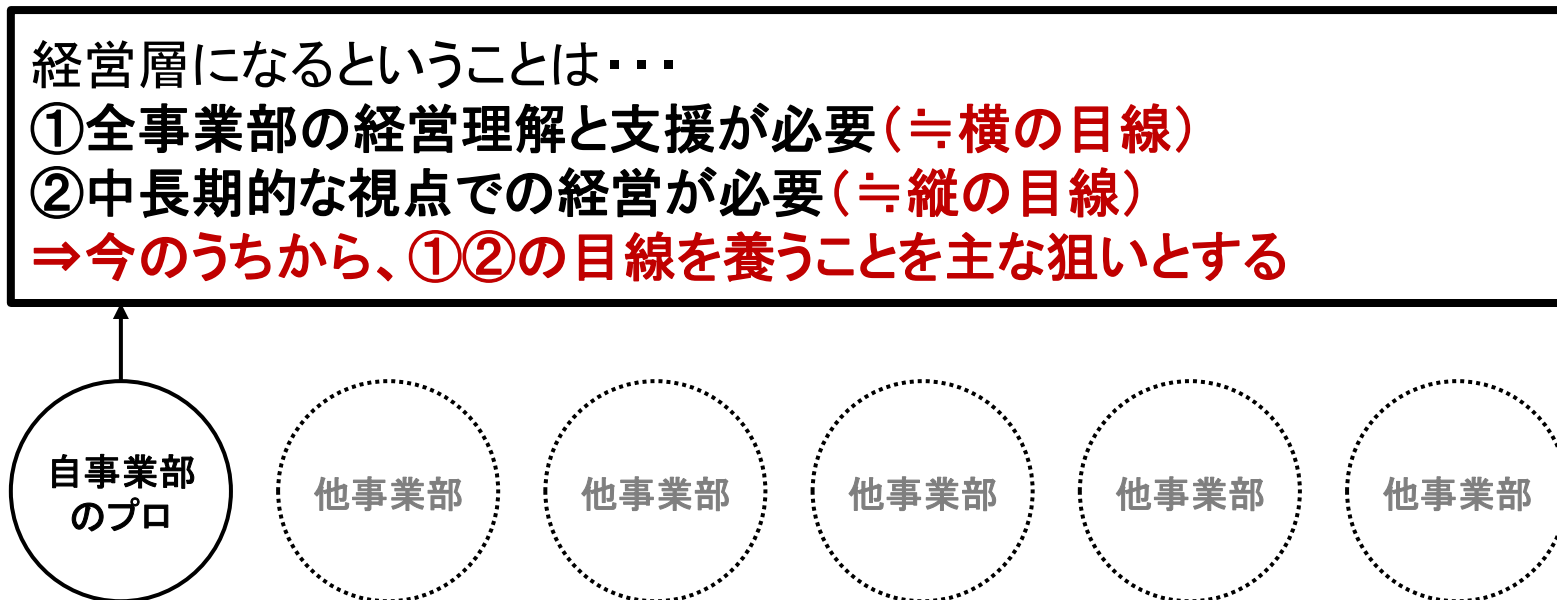 経営層になるということは・・・
①全事業部の経営理解と支援が必要（≒横の目線）
②中長期的な視点での経営が必要（≒縦の目線）
⇒今のうちから、①②の目線を養うことを主な狙いとする
自事業部
のプロ
他事業部
他事業部
他事業部
他事業部
他事業部